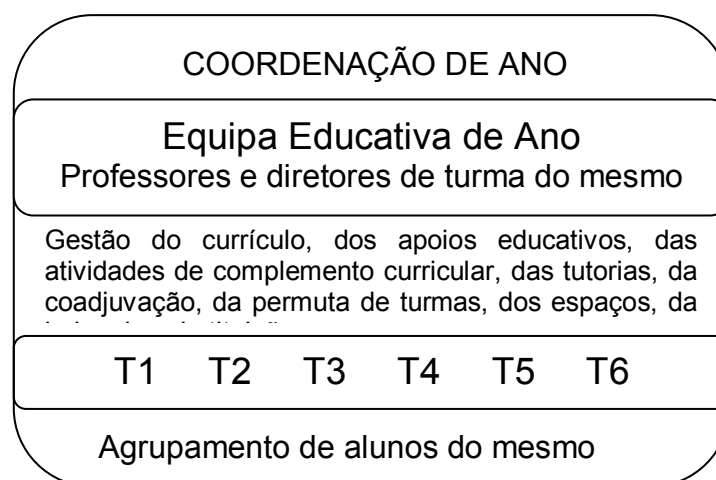 COORDENAÇÃO DE ANO
Equipa Educativa de Ano
Professores e diretores de turma do mesmo
Gestão do currículo, dos apoios educativos, das
atividades de complemento curricular, das tutorias, da
coadjuvação, da permuta de turmas, dos espaços, da
T1 T2 T3 T4 T5 T6
Agrupamento de alunos do mesmo